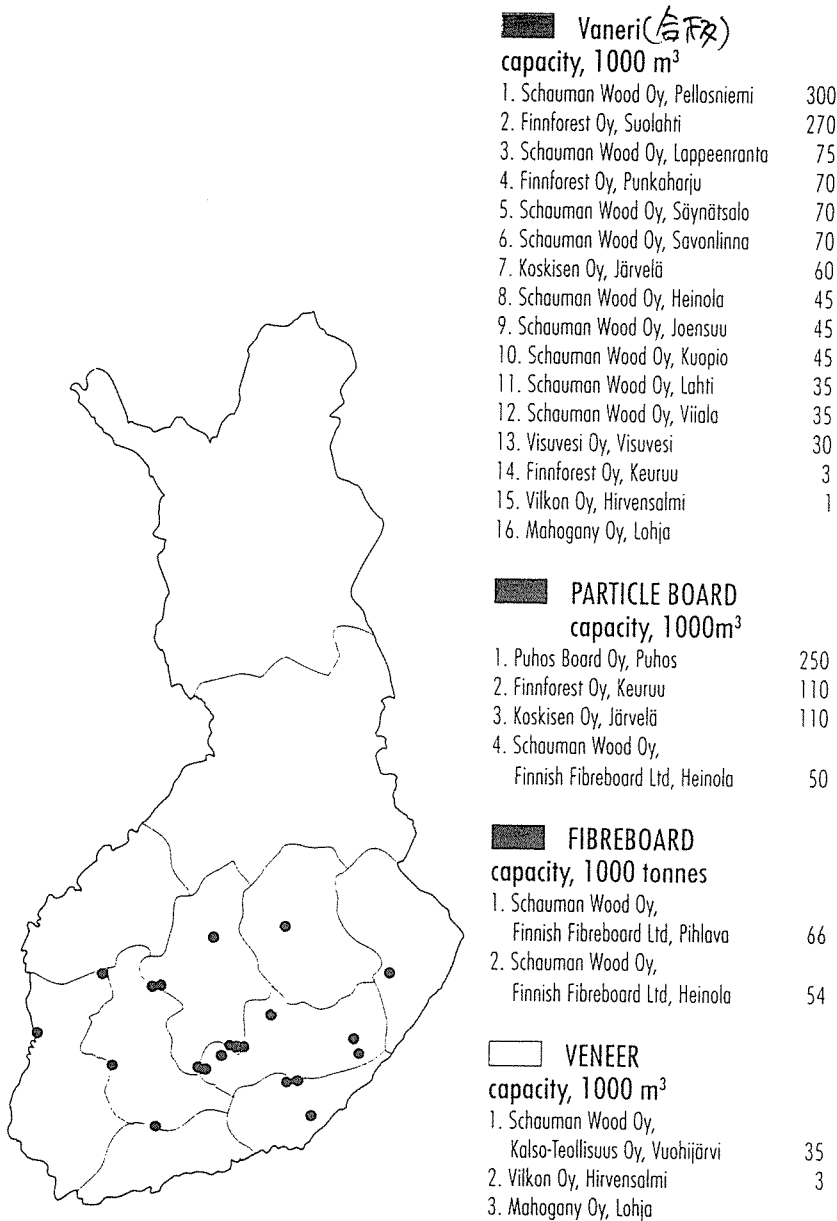 Vaneri(合板)
capacity, 1000 m³
1. Schauman Wood Oy, Pellosniemi 300
2. Finnforest Oy, Suolahti 270
3. Schauman Wood Oy, Lappeenranta 75
4. Finnforest Oy, Punkaharju 70
5. Schauman Wood Oy, Säynätsalo 70
6. Schauman Wood Oy, Savonlinna 70
7. Koskisen Oy, Järvelä 60
8. Schauman Wood Oy, Heinola 45
9. Schauman Wood Oy, Joensuu 45
10. Schauman Wood Oy, Kuopio 45
11. Schauman Wood Oy, Lahti 35
12. Schauman Wood Oy, Viiala 35
13. Visuvesi Oy, Visuvesi 30
14. Finnforest Oy, Keuruu 3
15. Vilkon Oy, Hirvensalmi 1
16. Mahogany Oy, Lohja
PARTICLE BOARD
capacity, 1000m³
1. Puhos Board Oy, Puhos 250
2. Finnforest Oy, Keuruu 110
3. Koskisen Oy, Järvelä 110
4. Schauman Wood Oy,
Finnish Fibreboard Ltd, Heinola 50
FIBREBOARD
capacity, 1000 tonnes
1. Schauman Wood Oy,
Finnish Fibreboard Ltd, Pihlava 66
2. Schauman Wood Oy,
Finnish Fibreboard Ltd, Heinola 54
VENEER
capacity, 1000 m³
1. Schauman Wood Oy,
Kalso-Teollisuus Oy, Vuohijärvi 35
2. Vilkon Oy, Hirvensalmi 3
3. Mahogany Oy, Lohja